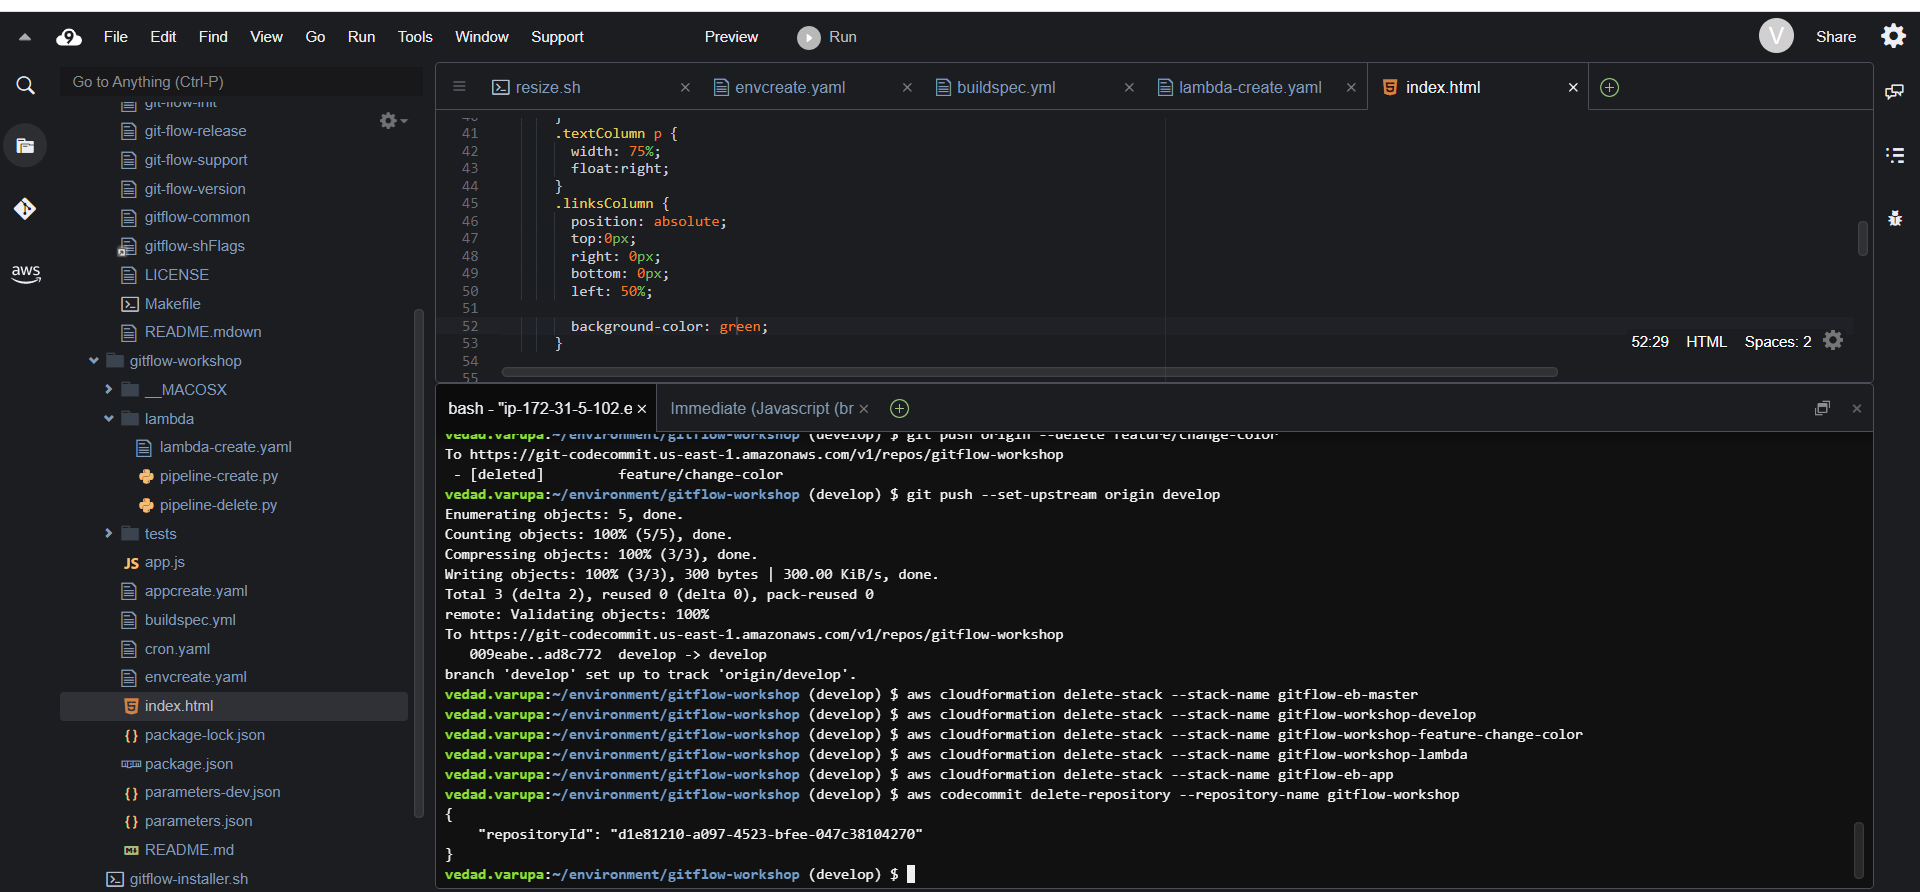 File Edit Find View Go Run Tools Window Support Preview Run V Share
Go to Anything (Ctrl-P)
git-flow-init
git-flow-release
git-flow-support
git-flow-version
gitflow-common
gitflow-shFlags
LICENSE
Makefile
README.mdown
gitflow-workshop
__MACOSX
lambda
lambda-create.yaml
pipeline-create.py
pipeline-delete.py
tests
JS app.js
appcreate.yaml
buildspec.yml
cron.yaml
envcreate.yaml
index.html
{} package-lock.json
package.json
{} parameters-dev.json
{} parameters.json
README.md
gitflow-installer.sh
aws
resize.sh envcreate.yaml buildspec.yml lambda-create.yaml index.html
40 }
41 .textColumn p {
42 width: 75%;
43 float:right;
44 }
45 .linksColumn {
46 position: absolute;
47 top:0px;
48 right: 0px;
49 bottom: 0px;
50 left: 50%;
51
52 background-color: green;
53 }
54
55
52:29 HTML Spaces: 2
bash - "ip-172-31-5-102.e Immediate (Javascript (br
vedad.varupa:~/environment/gitflow-workshop (develop) $ git push origin --delete feature/change-color
To https://git-codecommit.us-east-1.amazonaws.com/v1/repos/gitflow-workshop
- [deleted] feature/change-color
vedad.varupa:~/environment/gitflow-workshop (develop) $ git push --set-upstream origin develop
Enumerating objects: 5, done.
Counting objects: 100% (5/5), done.
Compressing objects: 100% (3/3), done.
Writing objects: 100% (3/3), 300 bytes | 300.00 KiB/s, done.
Total 3 (delta 2), reused 0 (delta 0), pack-reused 0
remote: Validating objects: 100%
To https://git-codecommit.us-east-1.amazonaws.com/v1/repos/gitflow-workshop
009eabe..ad8c772 develop -> develop
branch 'develop' set up to track 'origin/develop'.
vedad.varupa:~/environment/gitflow-workshop (develop) $ aws cloudformation delete-stack --stack-name gitflow-eb-master
vedad.varupa:~/environment/gitflow-workshop (develop) $ aws cloudformation delete-stack --stack-name gitflow-workshop-develop
vedad.varupa:~/environment/gitflow-workshop (develop) $ aws cloudformation delete-stack --stack-name gitflow-workshop-feature-change-color
vedad.varupa:~/environment/gitflow-workshop (develop) $ aws cloudformation delete-stack --stack-name gitflow-workshop-lambda
vedad.varupa:~/environment/gitflow-workshop (develop) $ aws cloudformation delete-stack --stack-name gitflow-eb-app
vedad.varupa:~/environment/gitflow-workshop (develop) $ aws codecommit delete-repository --repository-name gitflow-workshop
{
"repositoryId": "d1e81210-a097-4523-bfee-047c38104270"
}
vedad.varupa:~/environment/gitflow-workshop (develop) $